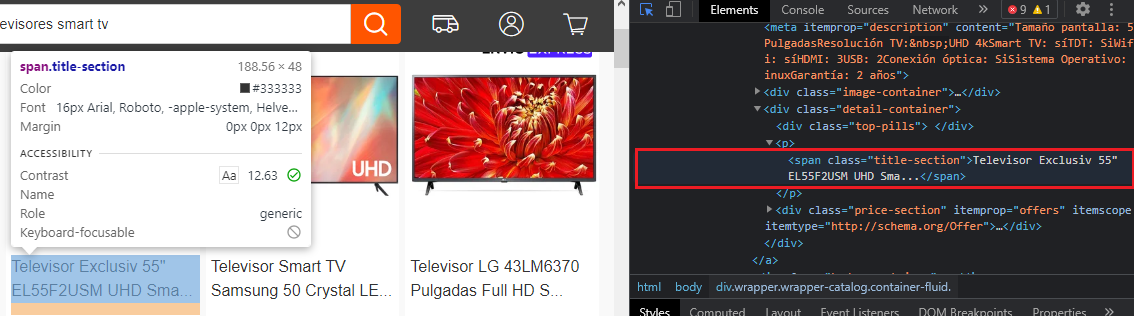 evisores smart tv
span.title-section 188.56 × 48
Color #333333
Font 16px Arial, Roboto, -apple-system, Helve...
Margin 0px 0px 12px
ACCESSIBILITY
Contrast Aa 12.63
Name
Role generic
Keyboard-focusable
EXPRESS
UHD
Televisor Exclusiv 55"
EL55F2USM UHD Sma...
Televisor Smart TV
Samsung 50 Crystal LE...
Televisor LG 43LM6370
Pulgadas Full HD S...
Elements Console Sources Network » 9 1
<meta itemprop="description" content="Tamaño pantalla: 5
PulgadasResolución TV:&nbsp;UHD 4kSmart TV: síTDT: SiWif
i: síHDMI: 3USB: 2Conexión óptica: SiSistema Operativo:
inuxGarantía: 2 años">
<div class="image-container">…</div>
<div class="detail-container">
<div class="top-pills"> </div>
<p>
<span class="title-section">Televisor Exclusiv 55"
EL55F2USM UHD Sma...</span>
</p>
<div class="price-section" itemprop="offers" itemscope
itemtype="http://schema.org/Offer">…</div>
</div>
</a>
html body div.wrapper.wrapper-catalog.container-fluid.
Styles Computed Layout Event Listeners DOM Breakpoints Properties »